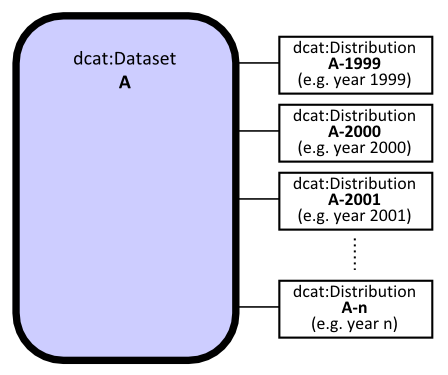 dcat:Dataset
A
dcat:Distribution
A-1999
(e.g. year 1999)
dcat:Distribution
A-2000
(e.g. year 2000)
dcat:Distribution
A-2001
(e.g. year 2001)
dcat:Distribution
A-n
(e.g. year n)